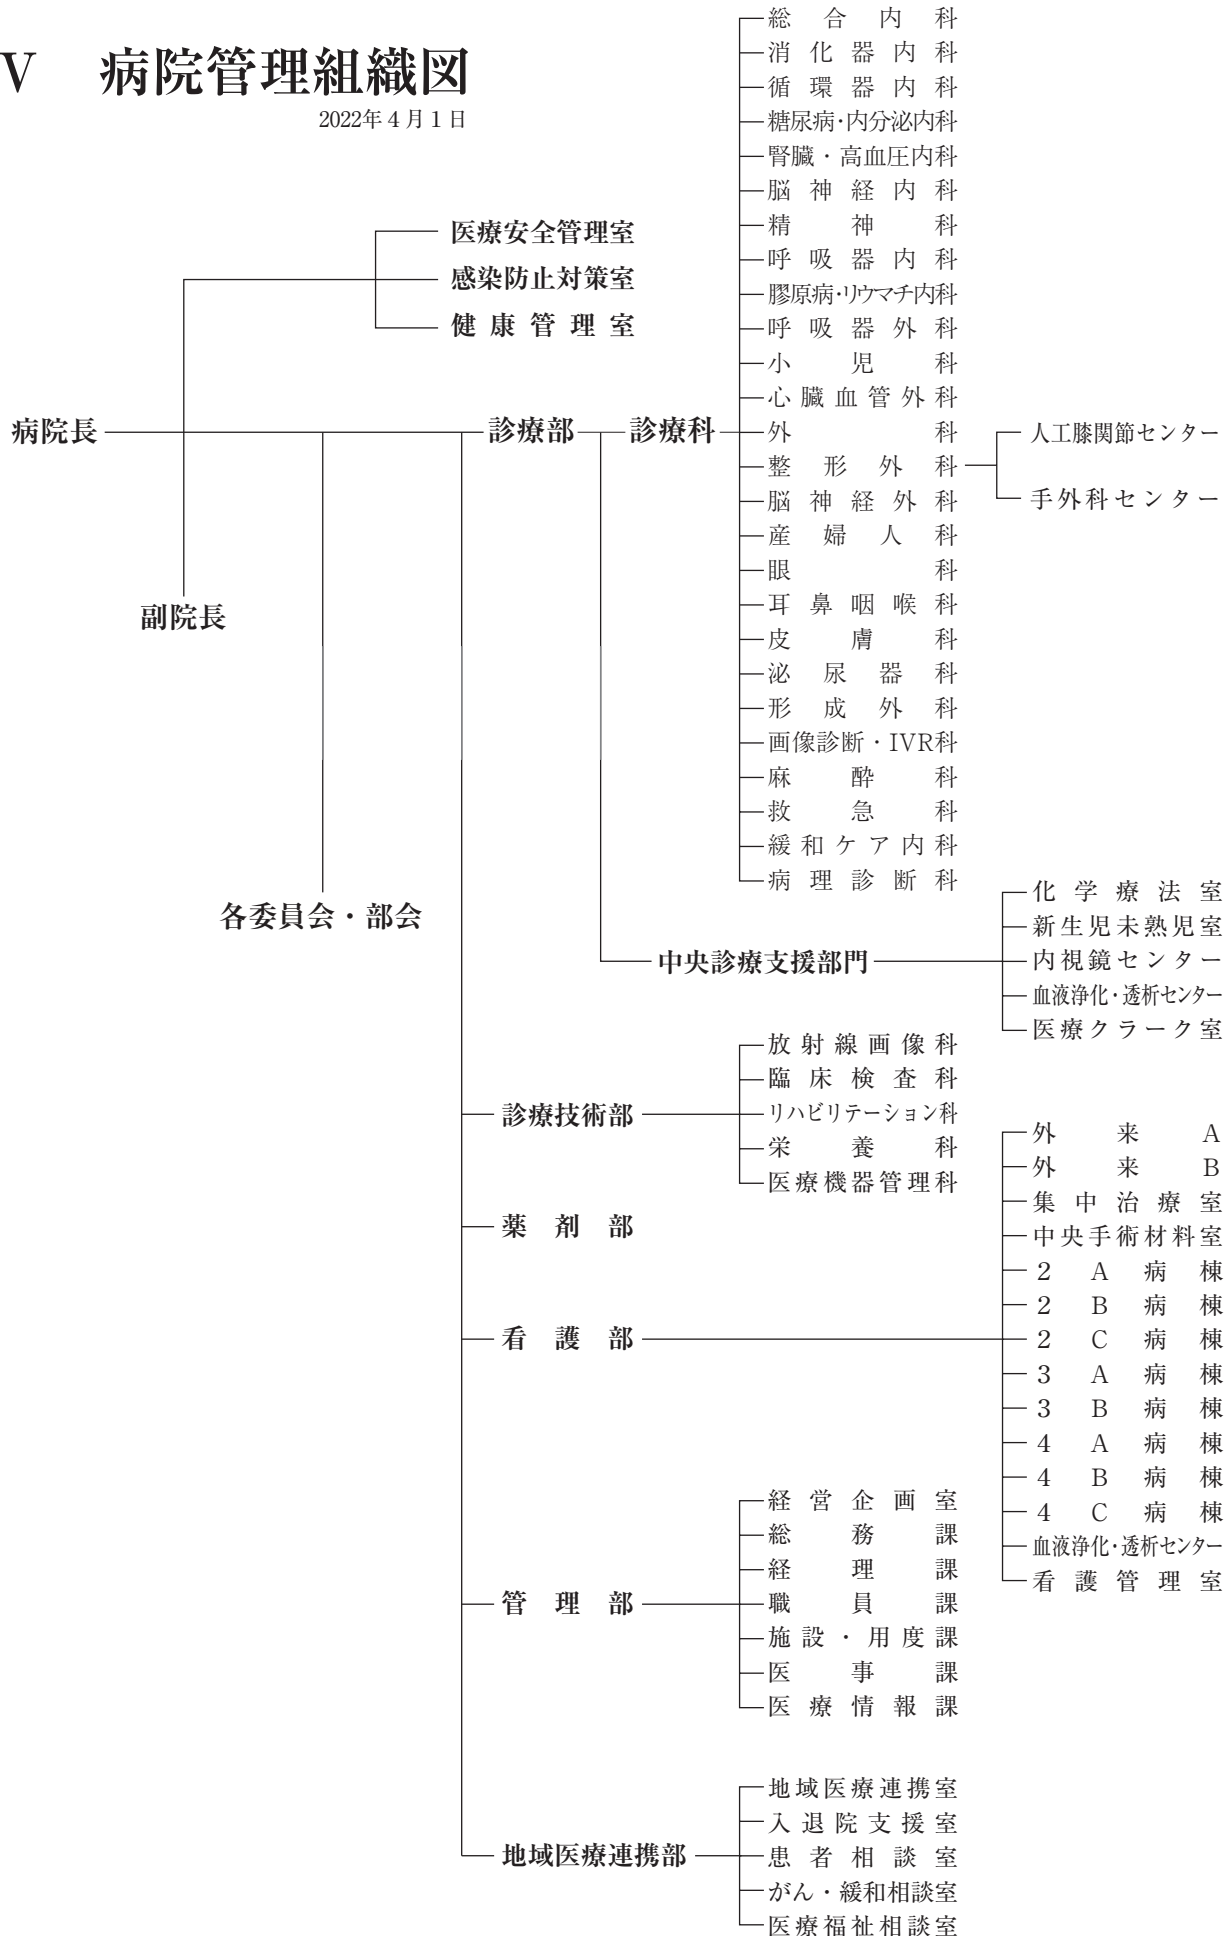 V 病院管理組織図
2022年4月1日
医療安全管理室
感染防止対策室
健康管理室
病院長
副院長
各委員会・部会
診療部
診療科
総合内科
消化器内科
循環器内科
糖尿病・内分泌内科
腎臓・高血圧内科
脳神経内科
精神科
呼吸器内科
膠原病・リウマチ内科
呼吸器外科
小児科
心臓血管外科
外科
整形外科
脳神経外科
産婦人科
眼科
耳鼻咽喉科
皮膚科
泌尿器科
形成外科
画像診断・IVR科
麻酔科
救急科
緩和ケア内科
病理診断科
人工膝関節センター
手外科センター
中央診療支援部門
化学療法室
新生児未熟児室
内視鏡センター
血液浄化・透析センター
医療クラーク室
診療技術部
放射線画像科
臨床検査科
リハビリテーション科
栄養科
医療機器管理科
薬剤部
看護部
外来A
外来B
集中治療室
中央手術材料室
2A病棟
2B病棟
2C病棟
3A病棟
3B病棟
4A病棟
4B病棟
4C病棟
血液浄化・透析センター
看護管理室
管理部
経営企画室
総務課
経理課
職員課
施設・用度課
医事課
医療情報課
地域医療連携部
地域医療連携室
入退院支援室
患者相談室
がん・緩和相談室
医療福祉相談室